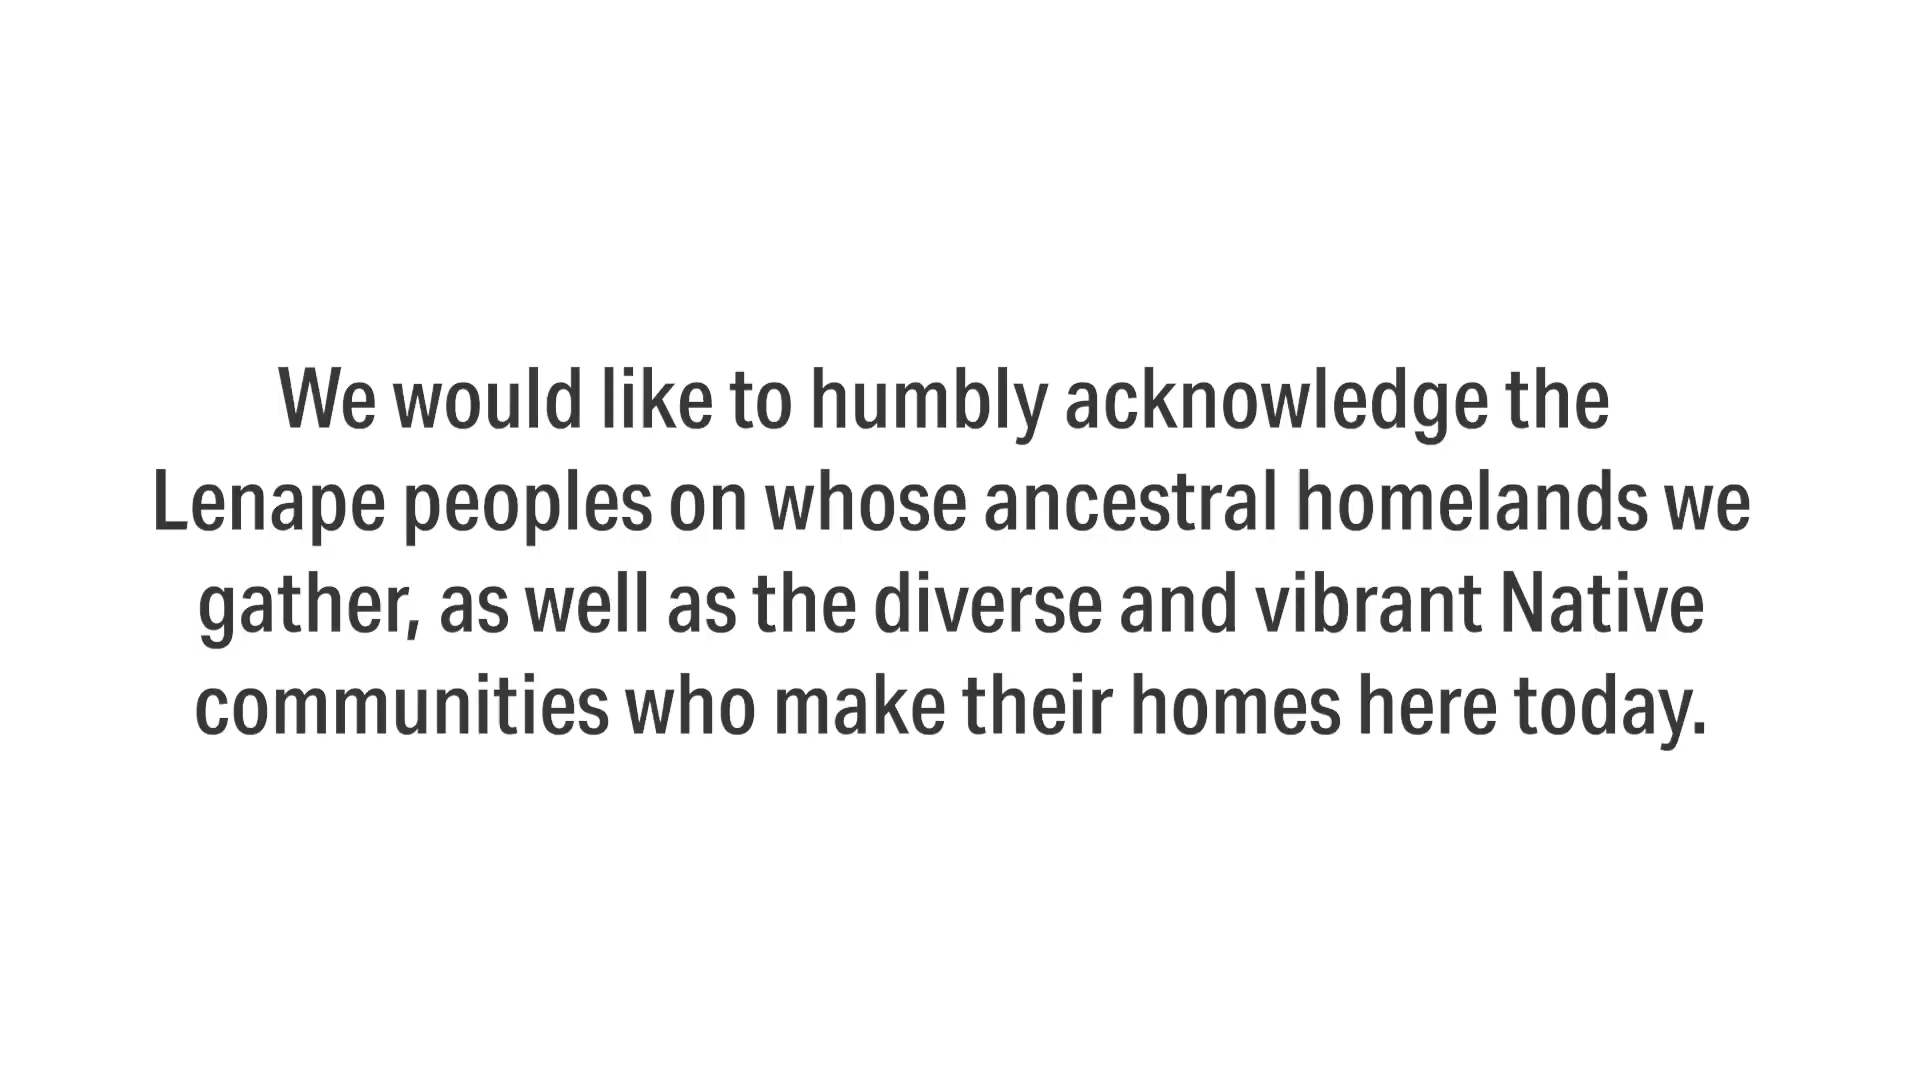 We would like to humbly acknowledge the
Lenape peoples on whose ancestral homelands we
gather, as well as the diverse and vibrant Native
communities who make their homes here today.